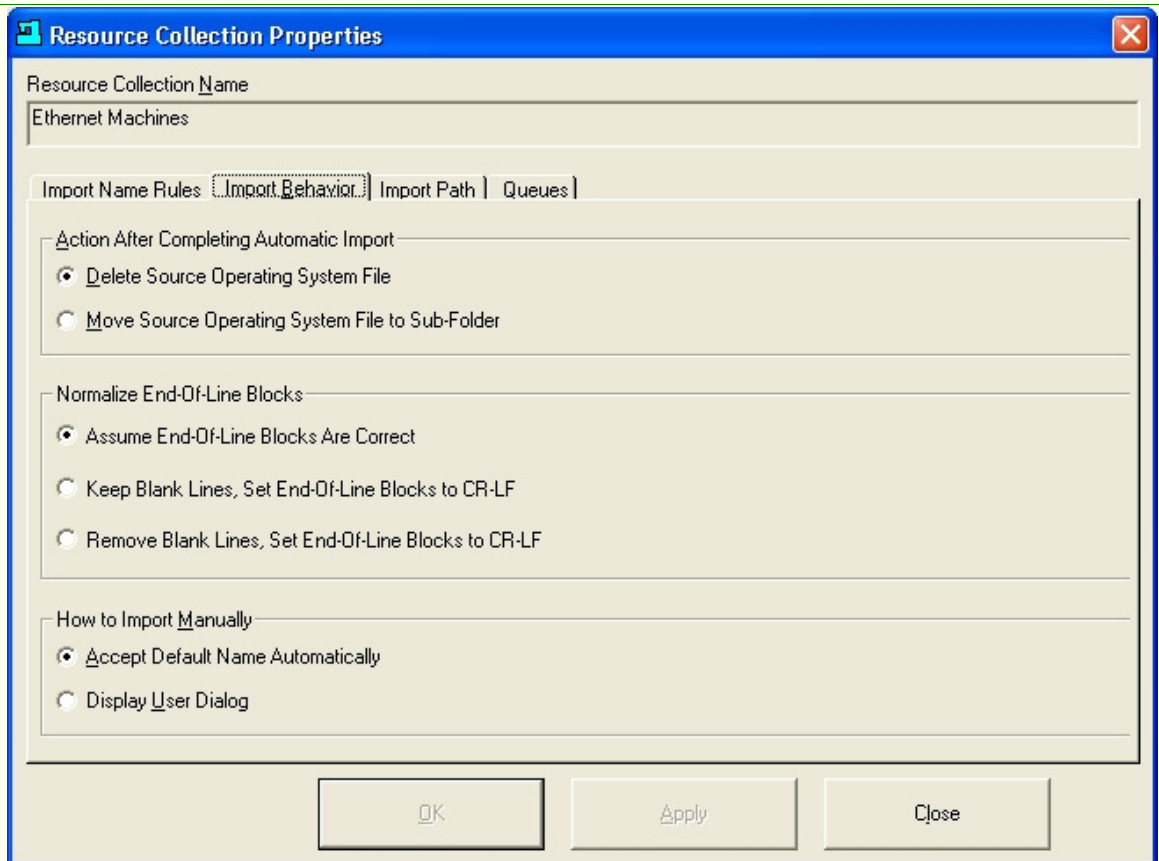 Resource Collection Properties
Resource Collection Name
Ethernet Machines
Import Name Rules Import Behavior Import Path Queues
Action After Completing Automatic Import
Delete Source Operating System File
Move Source Operating System File to Sub-Folder
Normalize End-Of-Line Blocks
Assume End-Of-Line Blocks Are Correct
Keep Blank Lines, Set End-Of-Line Blocks to CR-LF
Remove Blank Lines, Set End-Of-Line Blocks to CR-LF
How to Import Manually
Accept Default Name Automatically
Display User Dialog
OK Apply Close